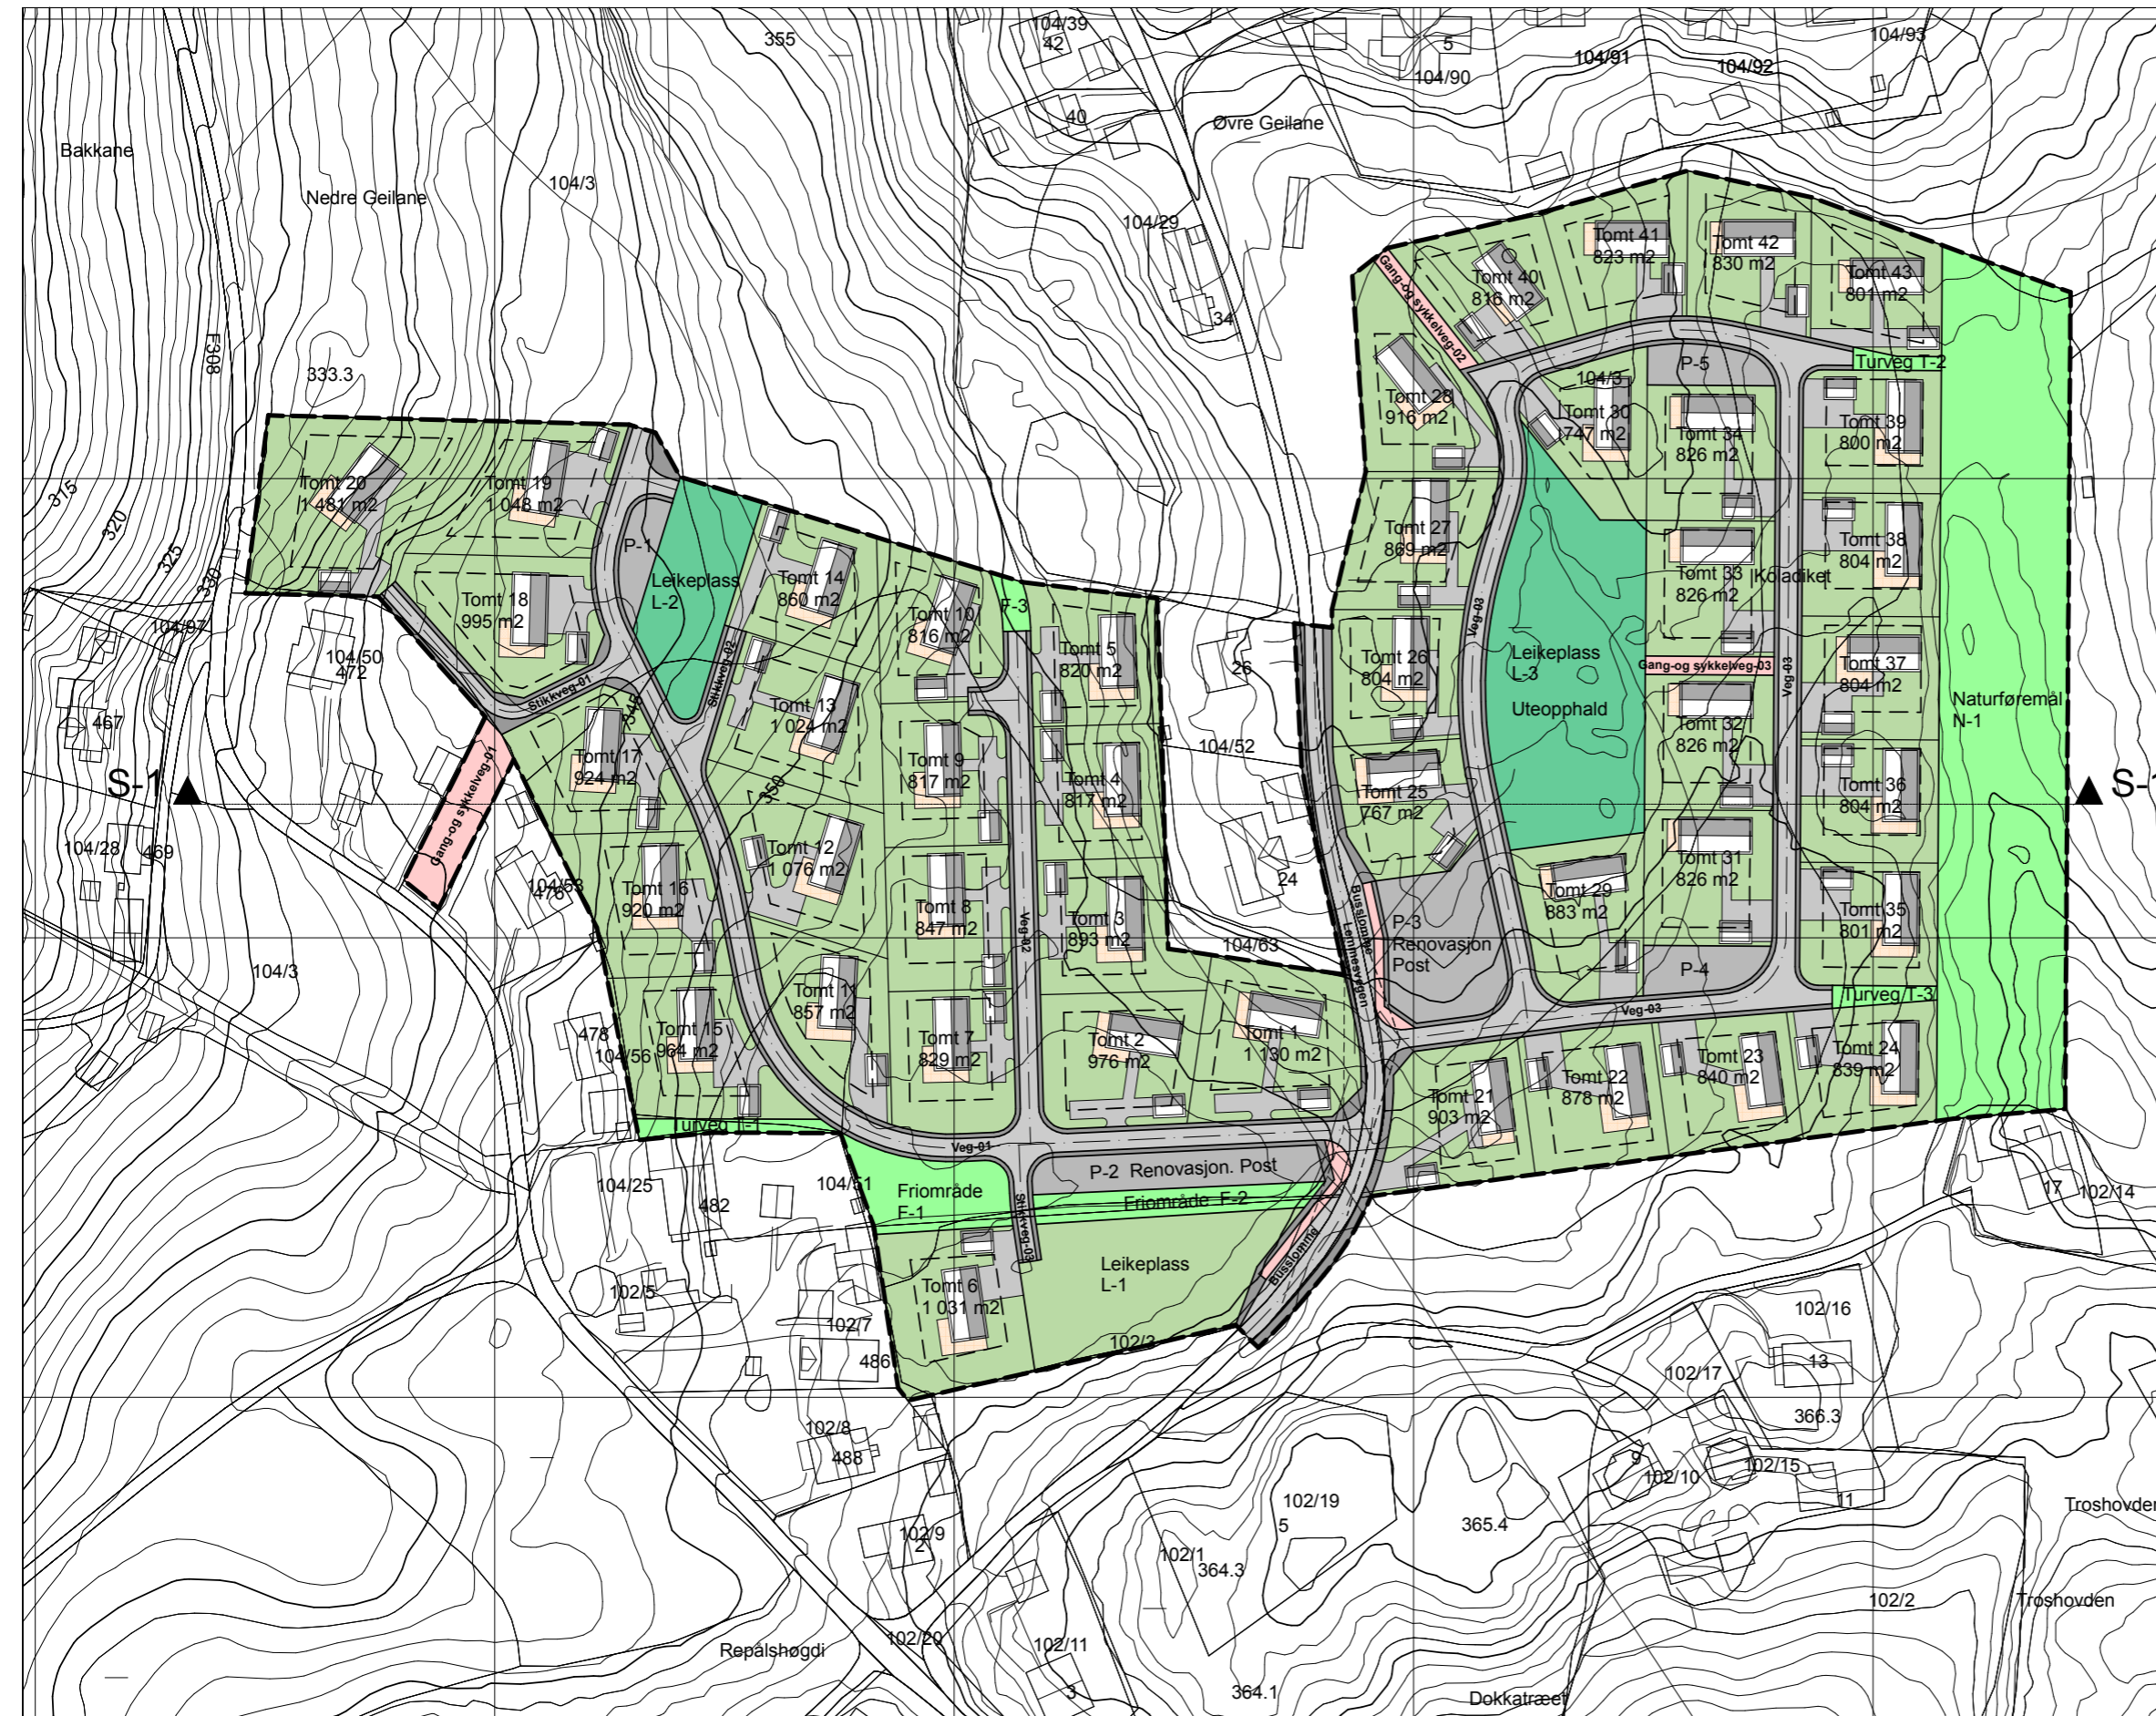 104/39
42
355
5
104/93
104/91
104/92
104/90
40
Øvre Geilane
Bakkane
104/3
Nedre Geilane
104/29
34
F308
333.3
Tomt 41
823 m2
Tomt 42
830 m2
Tomt 43
801 m2
Tomt 40
816 m2
Gang-og sykkelveg-02
P-5
Turveg T-2
104/3
Tomt 28
916 m2
Tomt 30
747 m2
Tomt 34
826 m2
Tomt 39
800 m2
315
320
325
330
Tomt 20
1 481 m2
Tomt 19
1 048 m2
P-1
Tomt 27
869 m2
Tomt 38
804 m2
Tomt 33
826 m2
Koladiket
Leikeplass
L-2
Tomt 14
860 m2
Tomt 18
995 m2
Tomt 10
816 m2
F-3
Veg-03
104/97
104/50
472
Stikkveg-02
Tomt 5
820 m2
26
Tomt 26
804 m2
Leikeplass
L-3
Uteopphald
Gang-og sykkelveg-03
Veg-03
Tomt 37
804 m2
Naturføremål
N-1
Stikkveg-01
345
467
Tomt 13
1 024 m2
Tomt 32
826 m2
104/52
Tomt 17
924 m2
350
Tomt 9
817 m2
Tomt 4
817 m2
Tomt 25
767 m2
Tomt 36
804 m2
S-1
S-1
Gang-og sykkelveg-01
104/28
469
Tomt 12
1 076 m2
Tomt 31
826 m2
104/53
476
Tomt 16
920 m2
24
Tomt 29
883 m2
Tomt 8
847 m2
Veg-02
Tomt 3
893 m2
Busslomme
Lemmesvegen
P-3
Renovasjon
Post
Tomt 35
801 m2
104/63
104/3
P-4
Tomt 11
857 m2
Turveg T-3
Veg-03
478
104/56
Tomt 15
964 m2
Tomt 7
829 m2
Tomt 2
976 m2
Tomt 1
1 130 m2
Tomt 24
839 m2
Tomt 23
840 m2
Tomt 22
878 m2
Tomt 21
903 m2
Turveg T-1
Veg-01
P-2 Renovasjon. Post
104/25
482
104/51
Friområde
F-1
Friområde F-2
Stikkveg-03
17
102/14
Leikeplass
L-1
Busslomme
Tomt 6
1 031 m2
102/5
102/7
486
102/3
102/16
13
102/17
366.3
102/8
488
9
102/10
102/15
11
102/19
5
365.4
Troshovden
102/9
2
102/1
364.3
102/2
Troshovden
Repålshøgdi
102/20
102/11
3
364.1
Dokkatræet